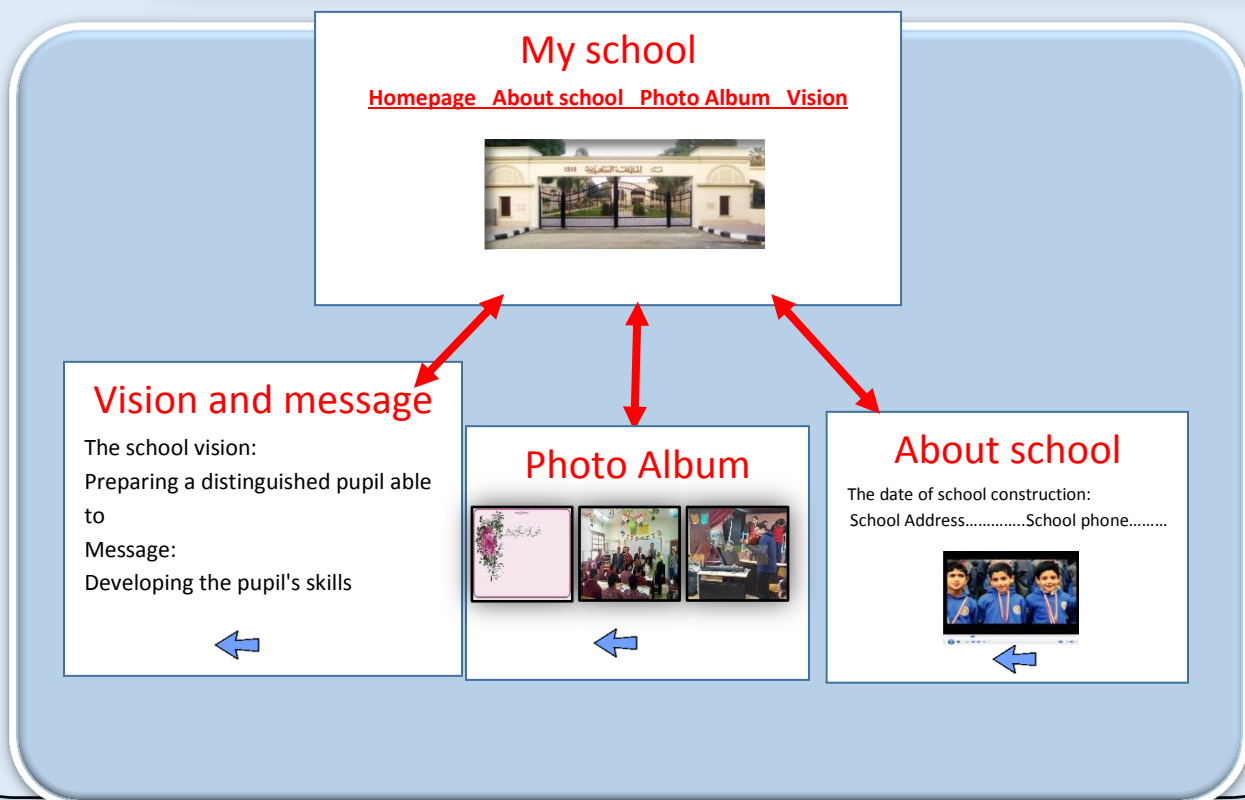 My school
Homepage About school Photo Album Vision
1908
Vision and message
The school vision:
Preparing a distinguished pupil able
to
Message:
Developing the pupil's skills
Photo Album
About school
The date of school construction:
School Address…………..School phone………